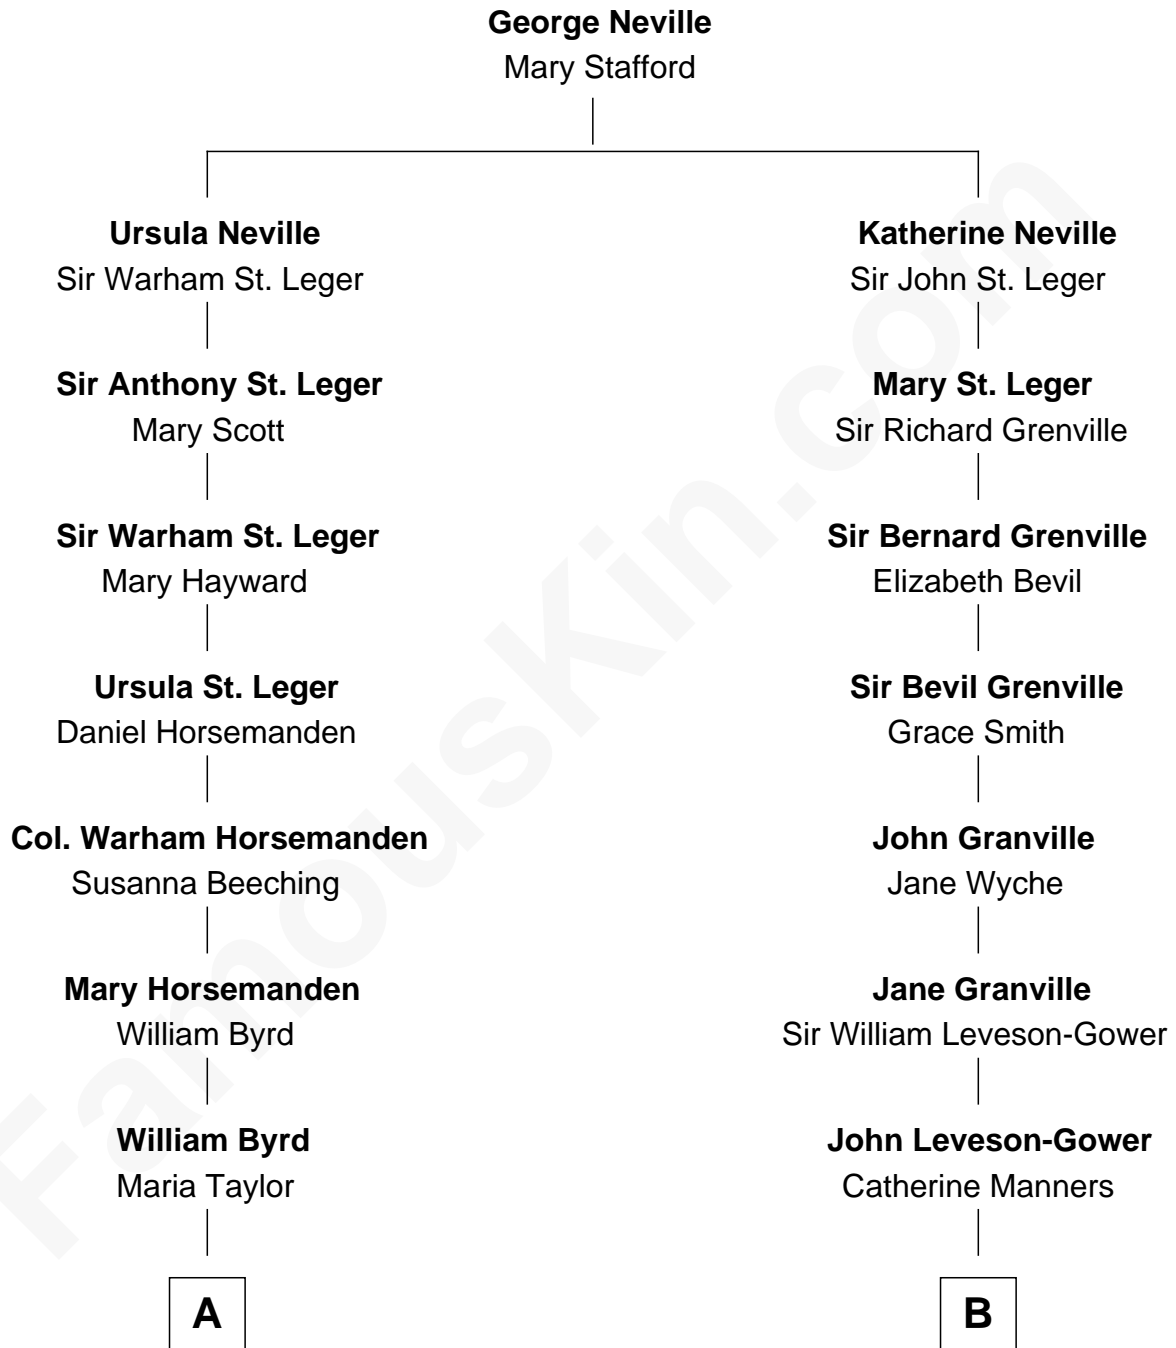 George Neville
Mary Stafford
Ursula Neville
Sir Warham St. Leger
Katherine Neville
Sir John St. Leger
Sir Anthony St. Leger
Mary Scott
Mary St. Leger
Sir Richard Grenville
Sir Warham St. Leger
Mary Hayward
Sir Bernard Grenville
Elizabeth Bevil
Ursula St. Leger
Daniel Horsemanden
Sir Bevil Grenville
Grace Smith
Col. Warham Horsemanden
Susanna Beeching
John Granville
Jane Wyche
Mary Horsemanden
William Byrd
Jane Granville
Sir William Leveson-Gower
William Byrd
Maria Taylor
John Leveson-Gower
Catherine Manners
A
B
FamousKin.com